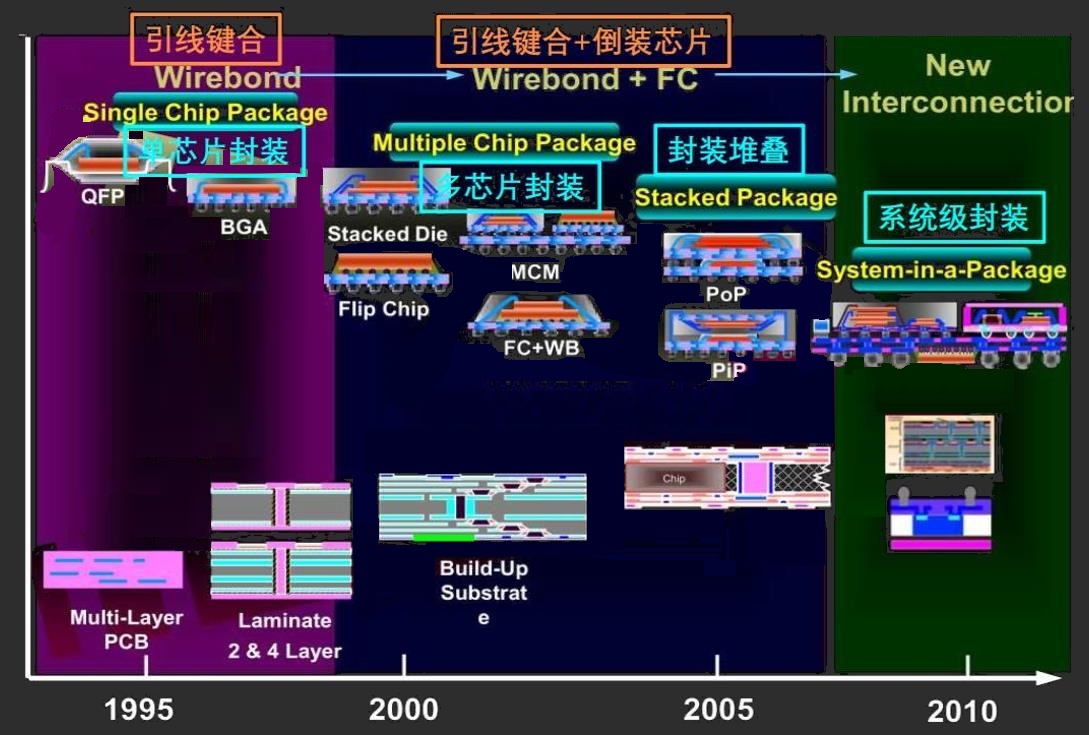 引线键合
引线键合+倒装芯片
Wirebond
Wirebond + FC
New
Interconnection
Single Chip Package
单芯片封装
Multiple Chip Package
多芯片封装
封装堆叠
Stacked Package
系统级封装
System-in-a-Package
QFP
BGA
Stacked Die
Flip Chip
MCM
FC+WB
PoP
PiP
Chip
Multi-Layer
PCB
Laminate
2 & 4 Layer
Build-Up
Substrat
e
1995
2000
2005
2010